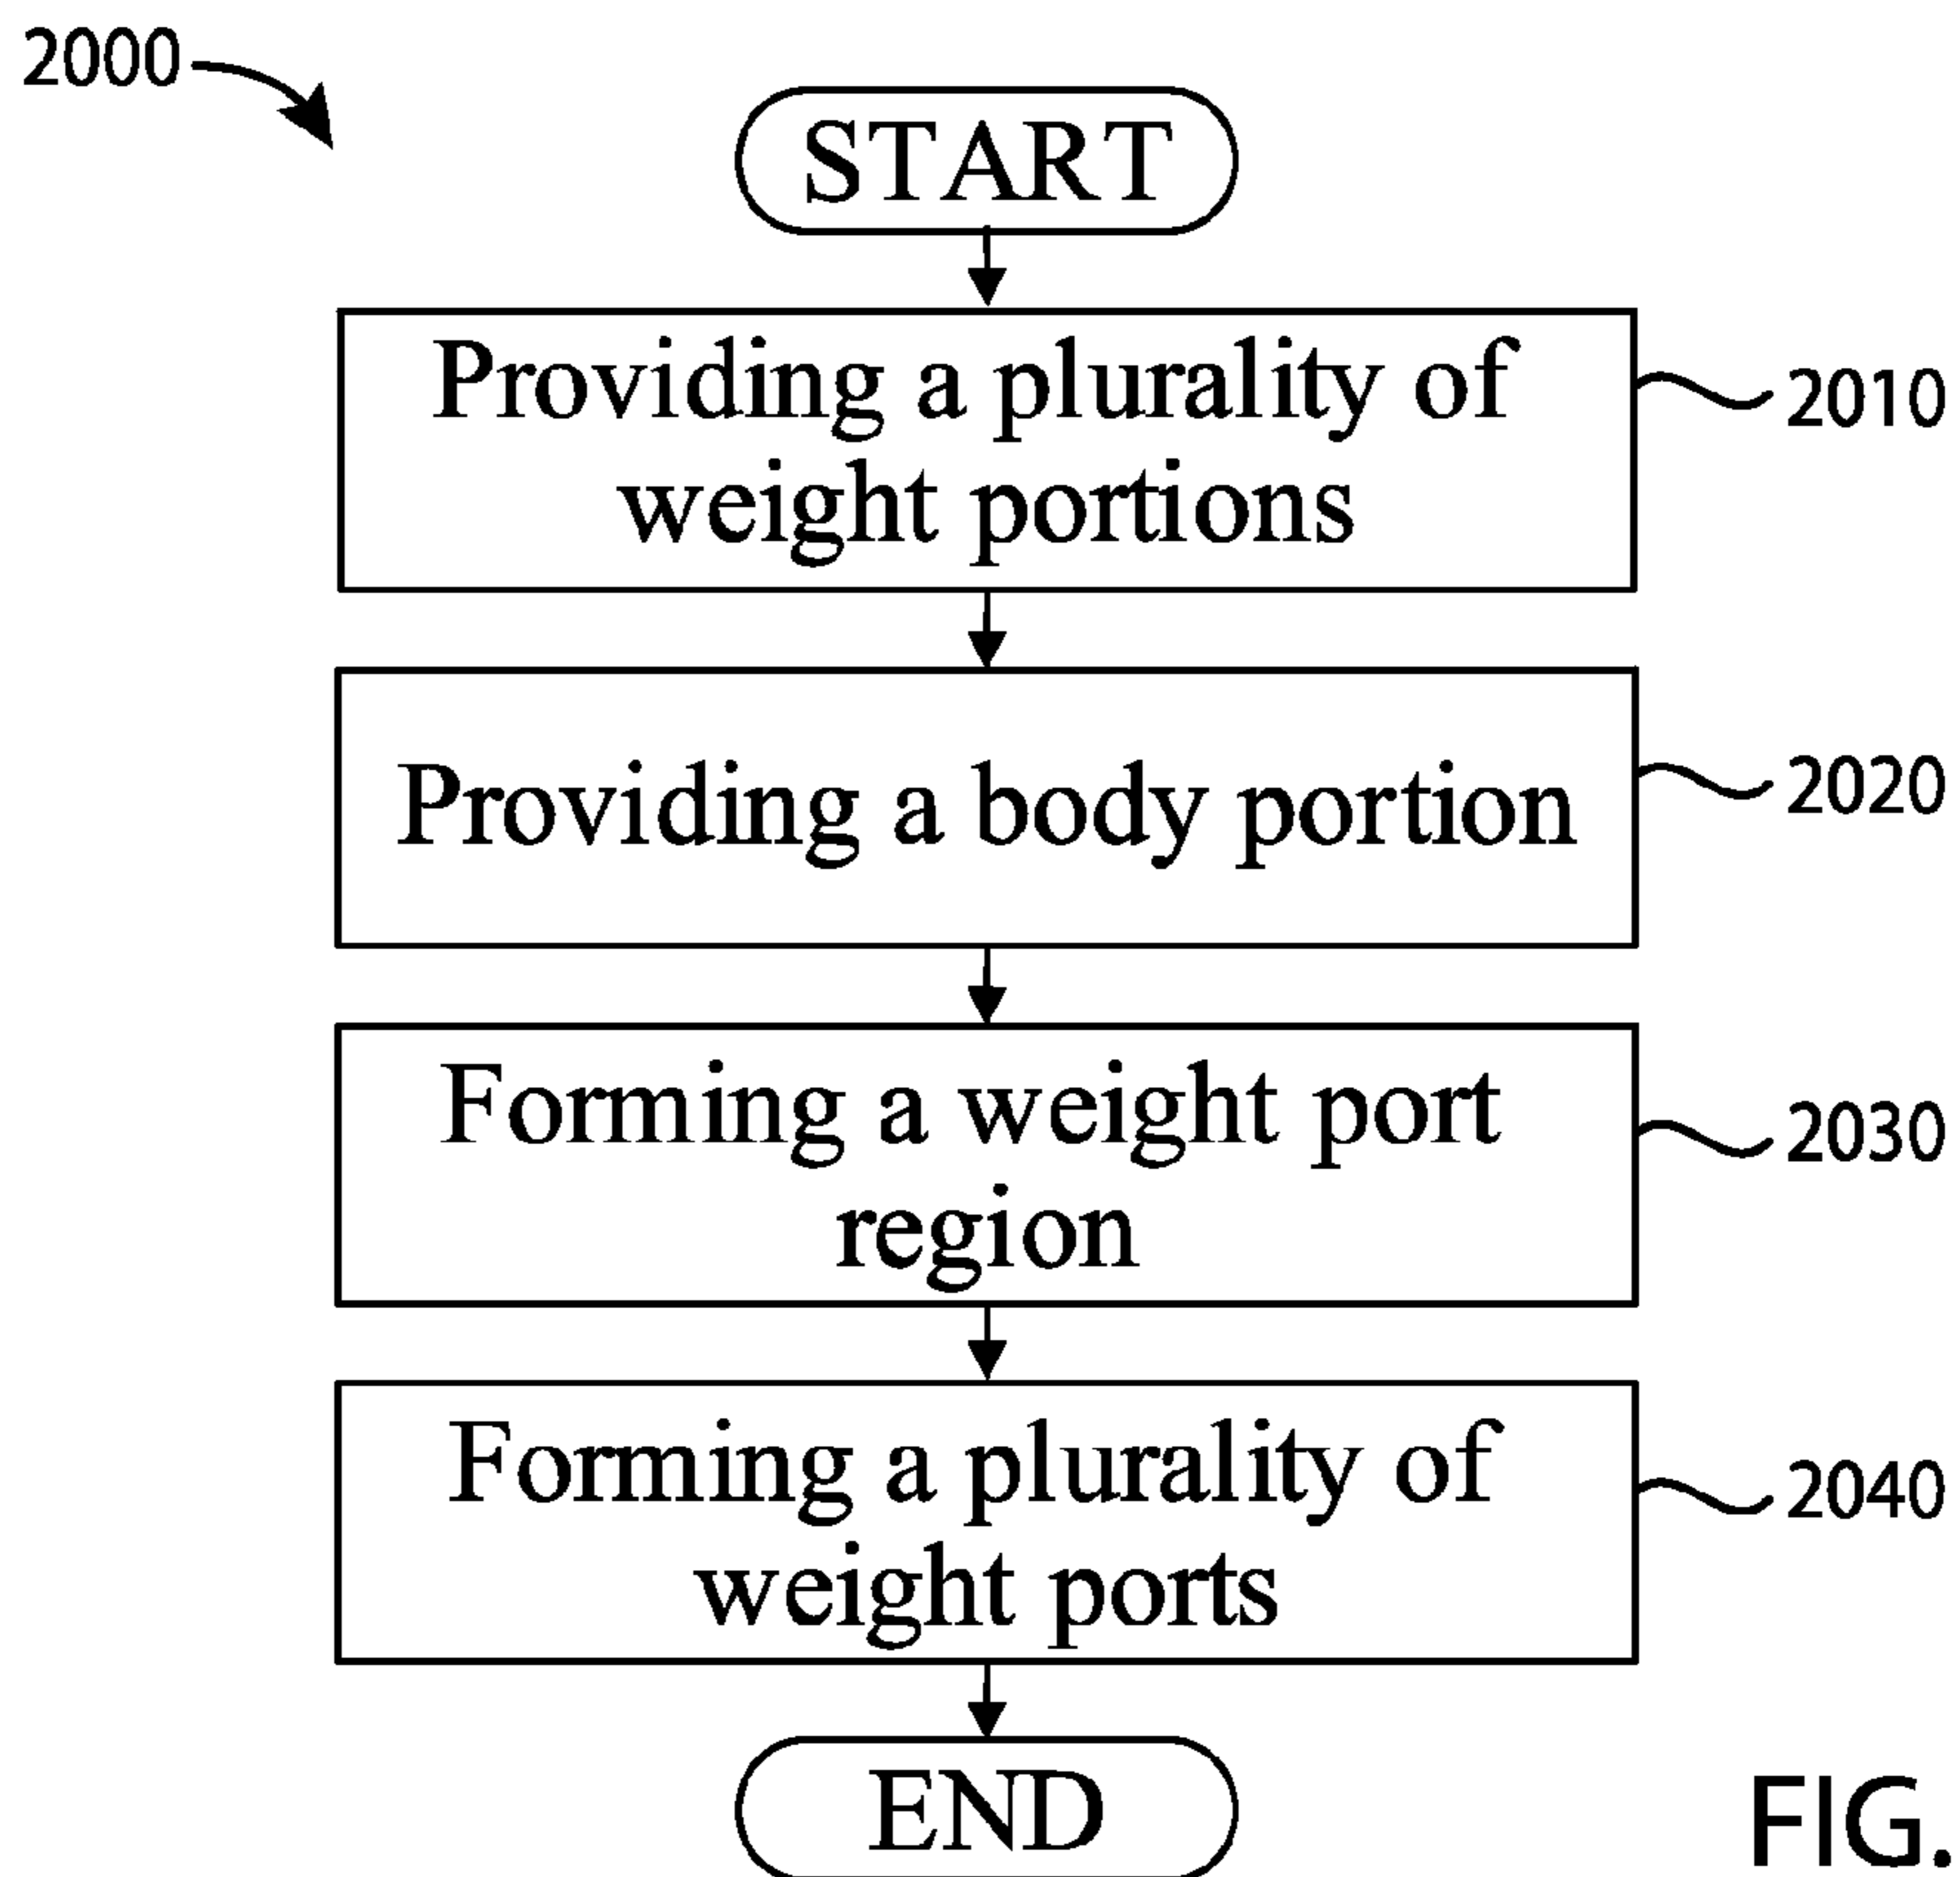 2000
START
Providing a plurality of
weight portions
2010
Providing a body portion
2020
Forming a weight port
region
2030
Forming a plurality of
weight ports
2040
END
FIG.